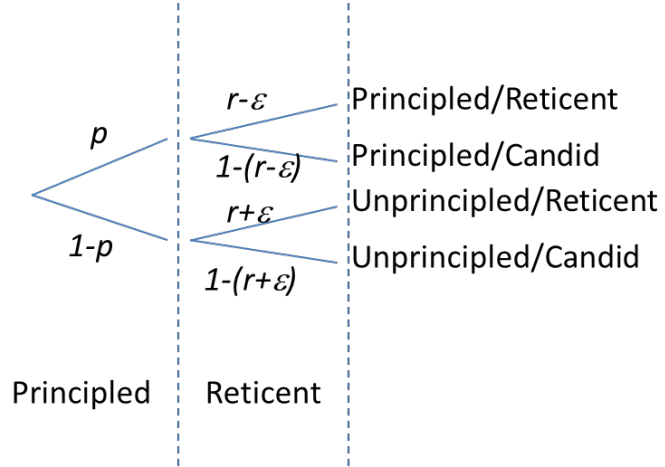 r-ε
Principled/Reticent
p
1-(r-ε)
Principled/Candid
r+ε
Unprincipled/Reticent
1-p
1-(r+ε)
Unprincipled/Candid
Principled
Reticent